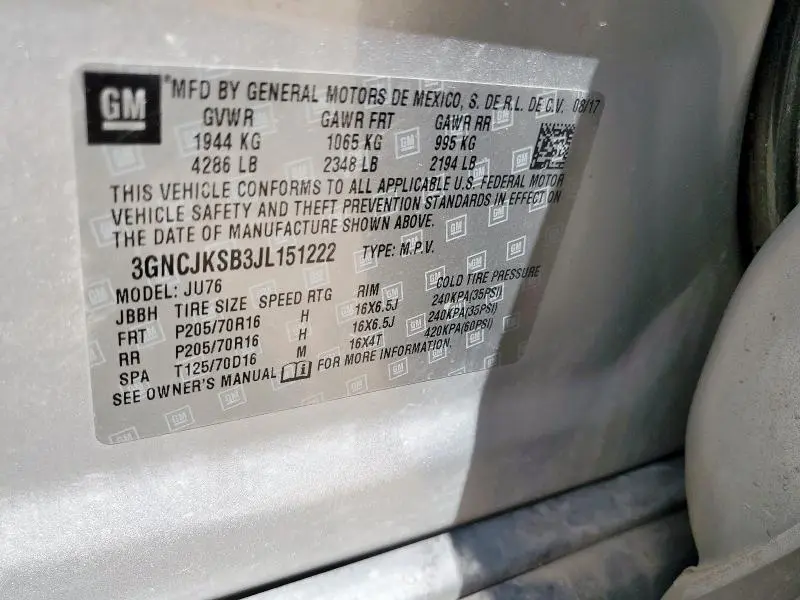 GM *MFD BY GENERAL MOTORS DE MEXICO, S. DE R.L. DE C.V. 08/17
GVWR GAWR FRT GAWR RR
1944 KG 1065 KG 995 KG
4286 LB 2348 LB 2194 LB
THIS VEHICLE CONFORMS TO ALL APPLICABLE U.S. FEDERAL MOTOR
VEHICLE SAFETY AND THEFT PREVENTION STANDARDS IN EFFECT ON
THE DATE OF MANUFACTURE SHOWN ABOVE.
3GNCJKSB3JL151222 TYPE: M.P.V.
MODEL: JU76
JBBH TIRE SIZE SPEED RTG RIM COLD TIRE PRESSURE
FRT P205/70R16 H 16X6.5J 240KPA(35PSI)
RR P205/70R16 H 16X6.5J 240KPA(35PSI)
SPA T125/70D16 M 16X4T 420KPA(60PSI)
SEE OWNER'S MANUAL FOR MORE INFORMATION.